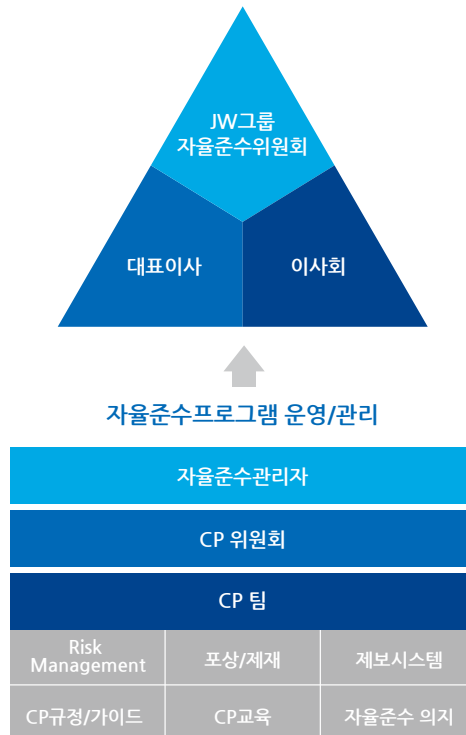 JW그룹
자율준수위원회
대표이사
이사회
자율준수프로그램 운영/관리
자율준수관리자
CP 위원회
CP 팀
Risk
Management
포상/제재
제보시스템
CP규정/가이드
CP교육
자율준수 의지